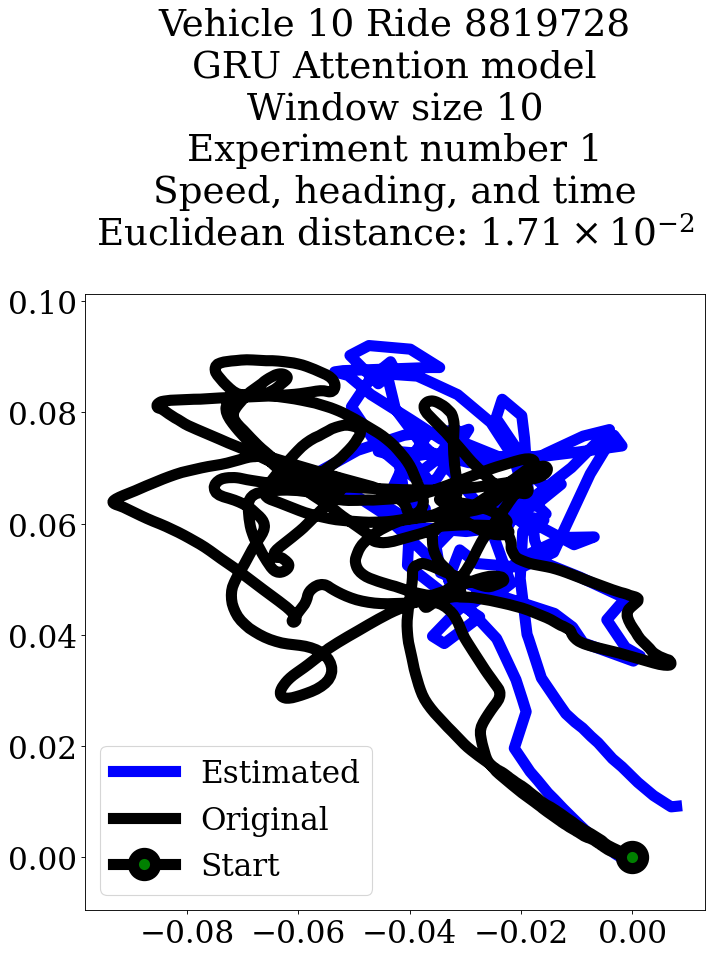 Vehicle 10 Ride 8819728
GRU Attention model
Window size 10
Experiment number 1
Speed, heading, and time
Euclidean distance: 1.71 × 10⁻²
0.10
0.08
0.06
0.04
0.02
0.00
Estimated
Original
Start
−0.08 −0.06 −0.04 −0.02 0.00